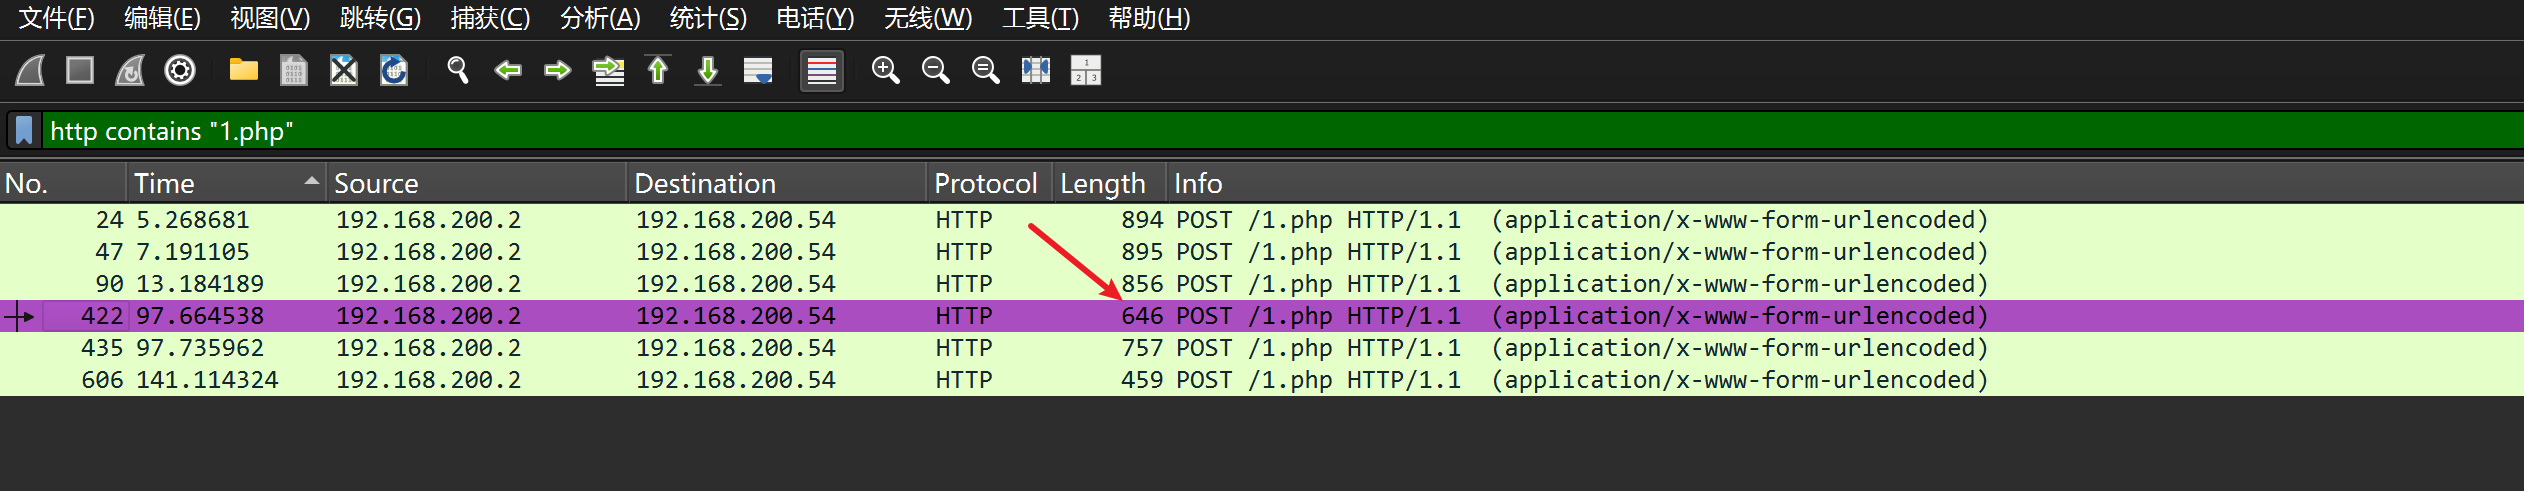 文件(F) 编辑(E) 视图(V) 跳转(G) 捕获(C) 分析(A) 统计(S) 电话(Y) 无线(W) 工具(T) 帮助(H)
http contains "1.php"
No. Time Source Destination Protocol Length Info
24 5.268681 192.168.200.2 192.168.200.54 HTTP 894 POST /1.php HTTP/1.1 (application/x-www-form-urlencoded)
47 7.191105 192.168.200.2 192.168.200.54 HTTP 895 POST /1.php HTTP/1.1 (application/x-www-form-urlencoded)
90 13.184189 192.168.200.2 192.168.200.54 HTTP 856 POST /1.php HTTP/1.1 (application/x-www-form-urlencoded)
422 97.664538 192.168.200.2 192.168.200.54 HTTP 646 POST /1.php HTTP/1.1 (application/x-www-form-urlencoded)
435 97.735962 192.168.200.2 192.168.200.54 HTTP 757 POST /1.php HTTP/1.1 (application/x-www-form-urlencoded)
606 141.114324 192.168.200.2 192.168.200.54 HTTP 459 POST /1.php HTTP/1.1 (application/x-www-form-urlencoded)